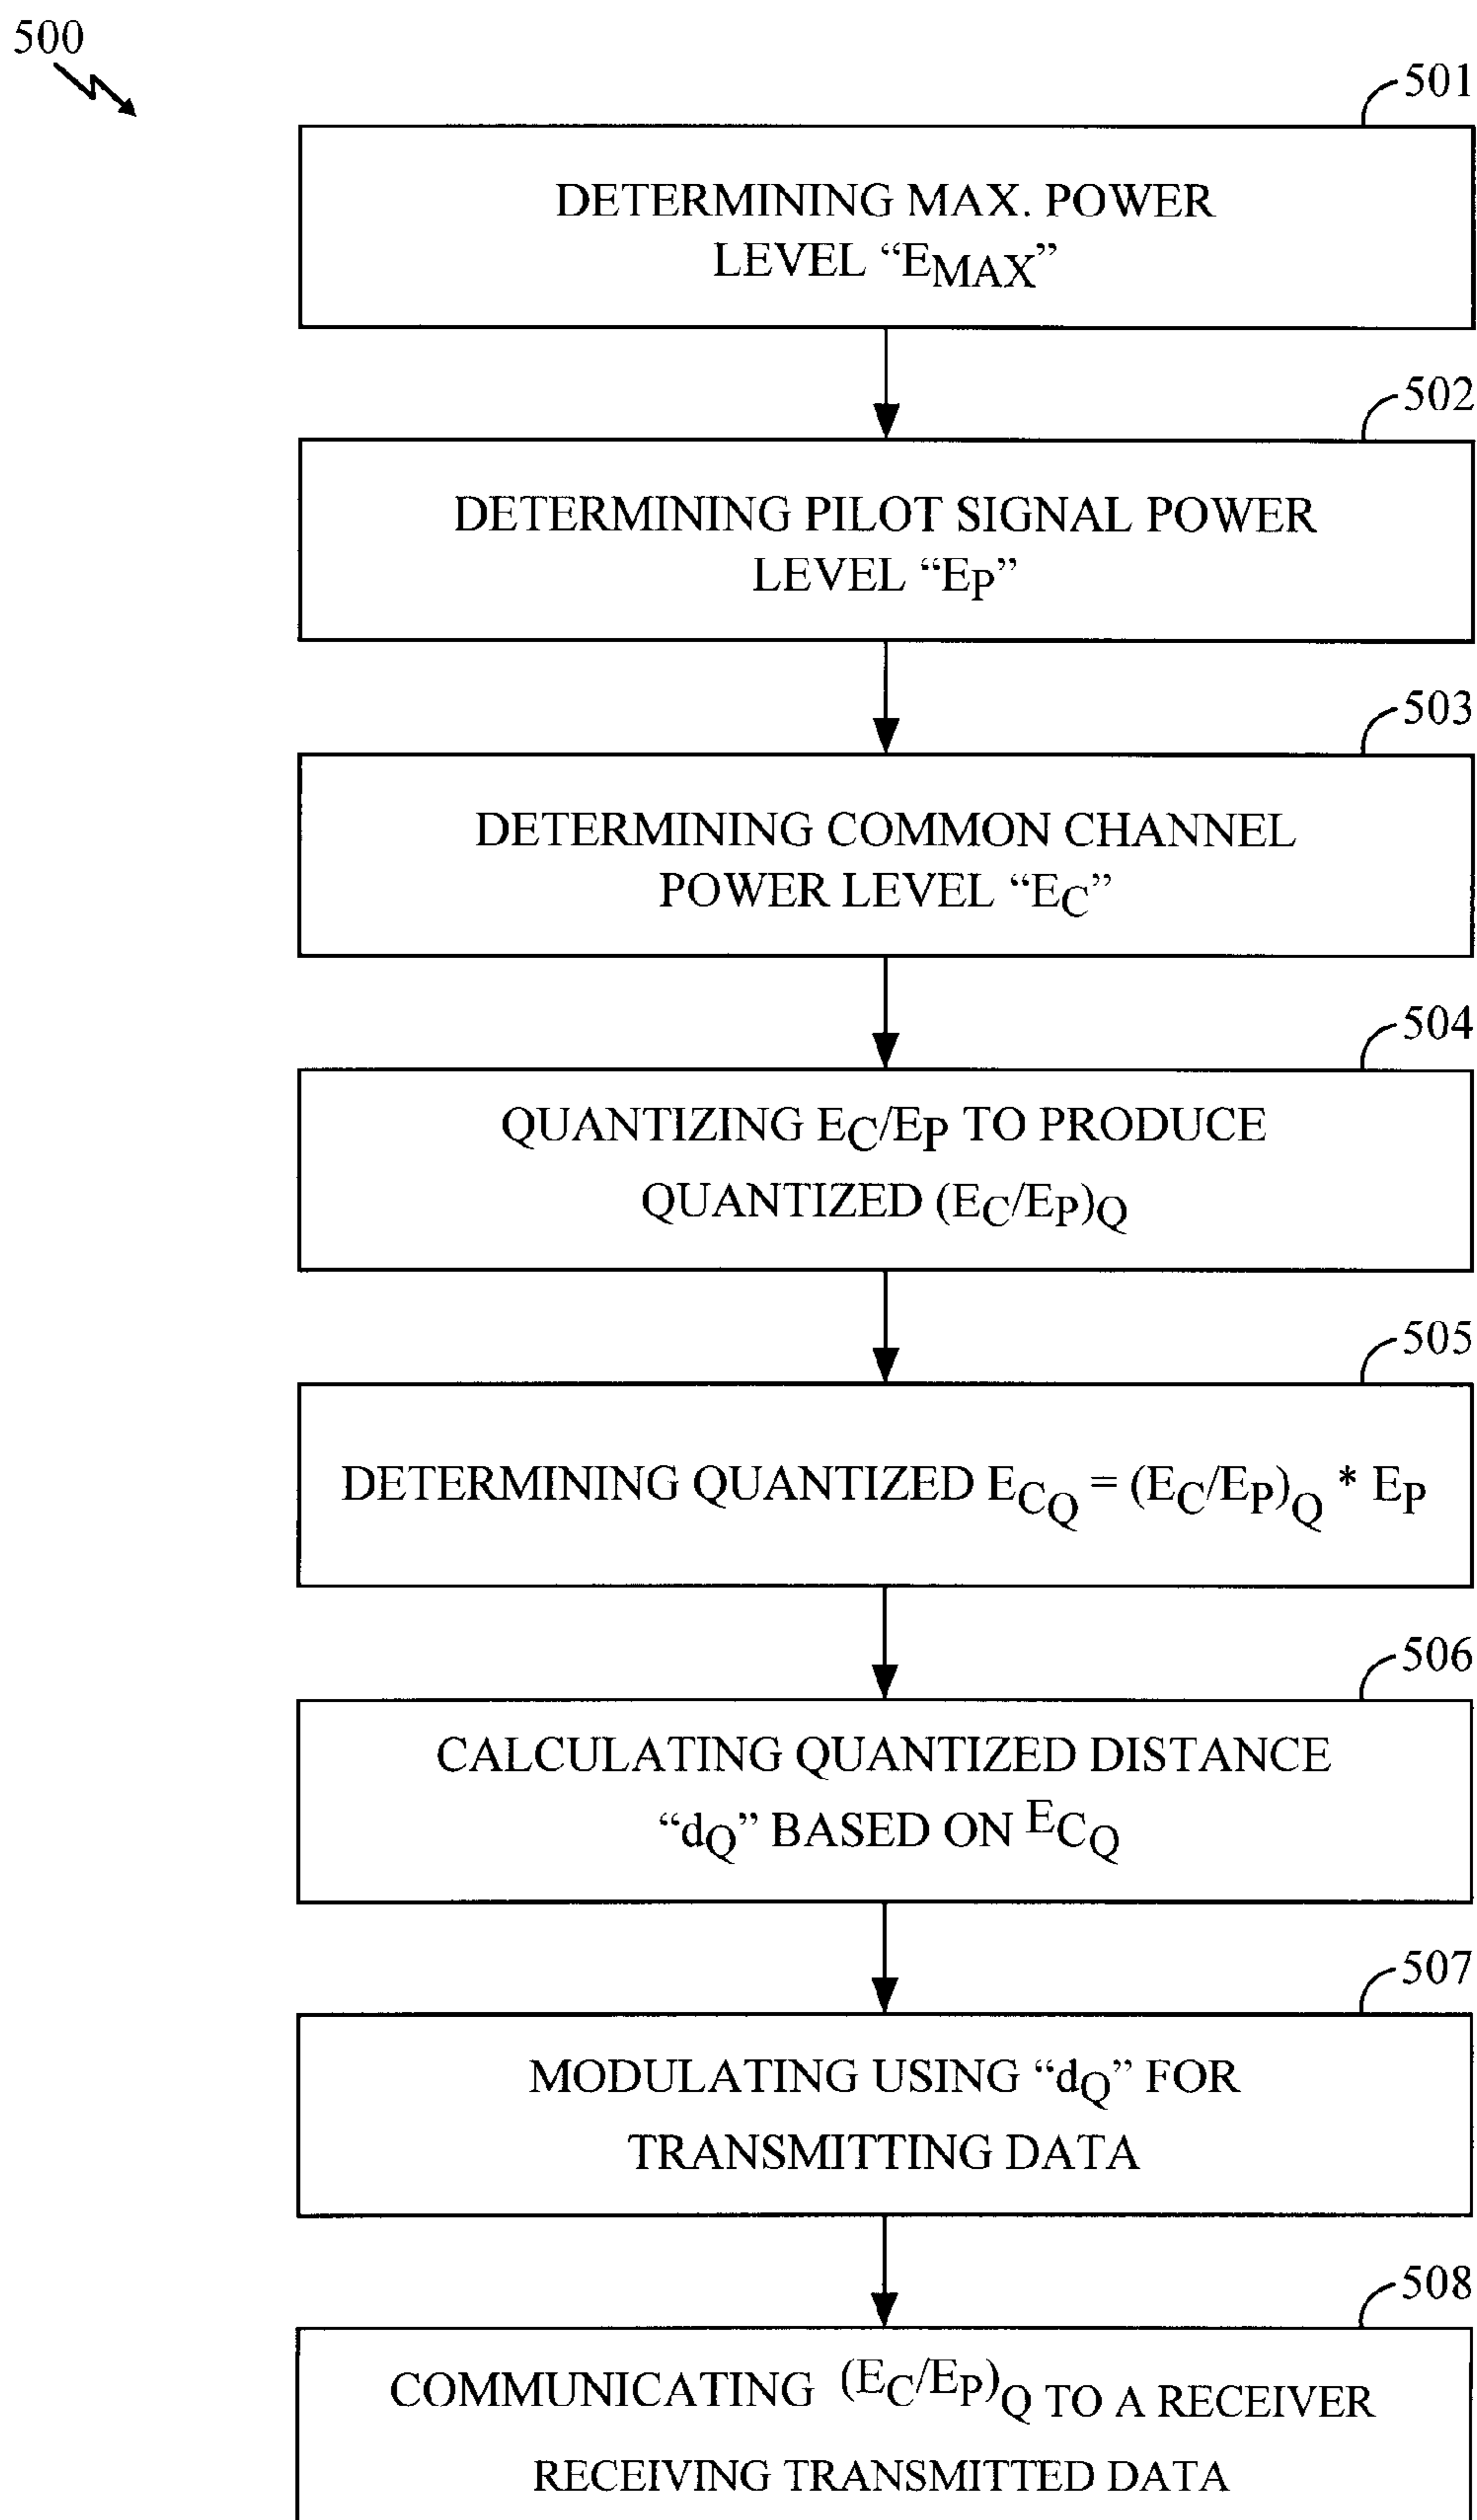 500
501
DETERMINING MAX. POWER
LEVEL “EMAX”
502
DETERMINING PILOT SIGNAL POWER
LEVEL “EP”
503
DETERMINING COMMON CHANNEL
POWER LEVEL “EC”
504
QUANTIZING EC/EP TO PRODUCE
QUANTIZED (EC/EP)Q
505
DETERMINING QUANTIZED ECQ = (EC/EP)Q * EP
506
CALCULATING QUANTIZED DISTANCE
“dQ” BASED ON ECQ
507
MODULATING USING “dQ” FOR
TRANSMITTING DATA
508
COMMUNICATING (EC/EP)Q TO A RECEIVER
RECEIVING TRANSMITTED DATA